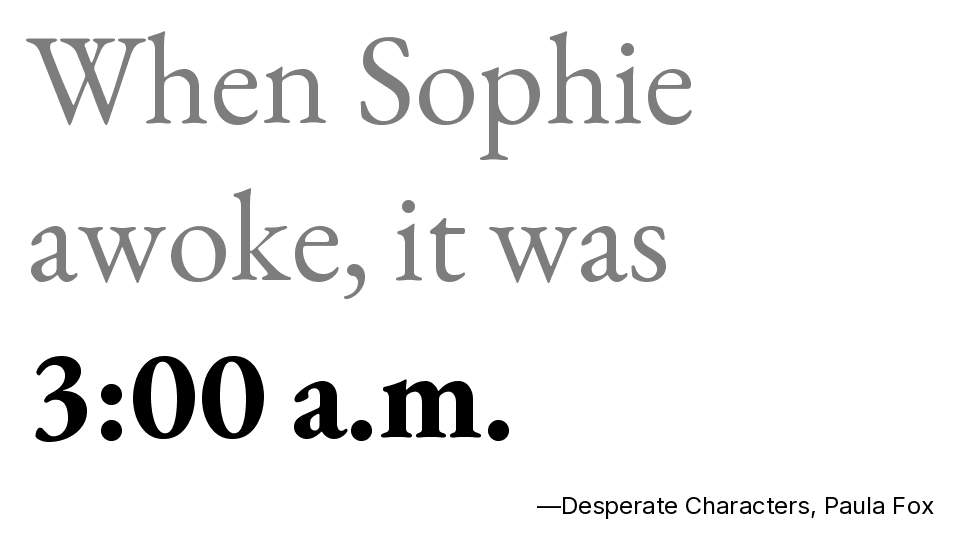 When Sophie
awoke, it was
3:00 a.m.
—Desperate Characters, Paula Fox